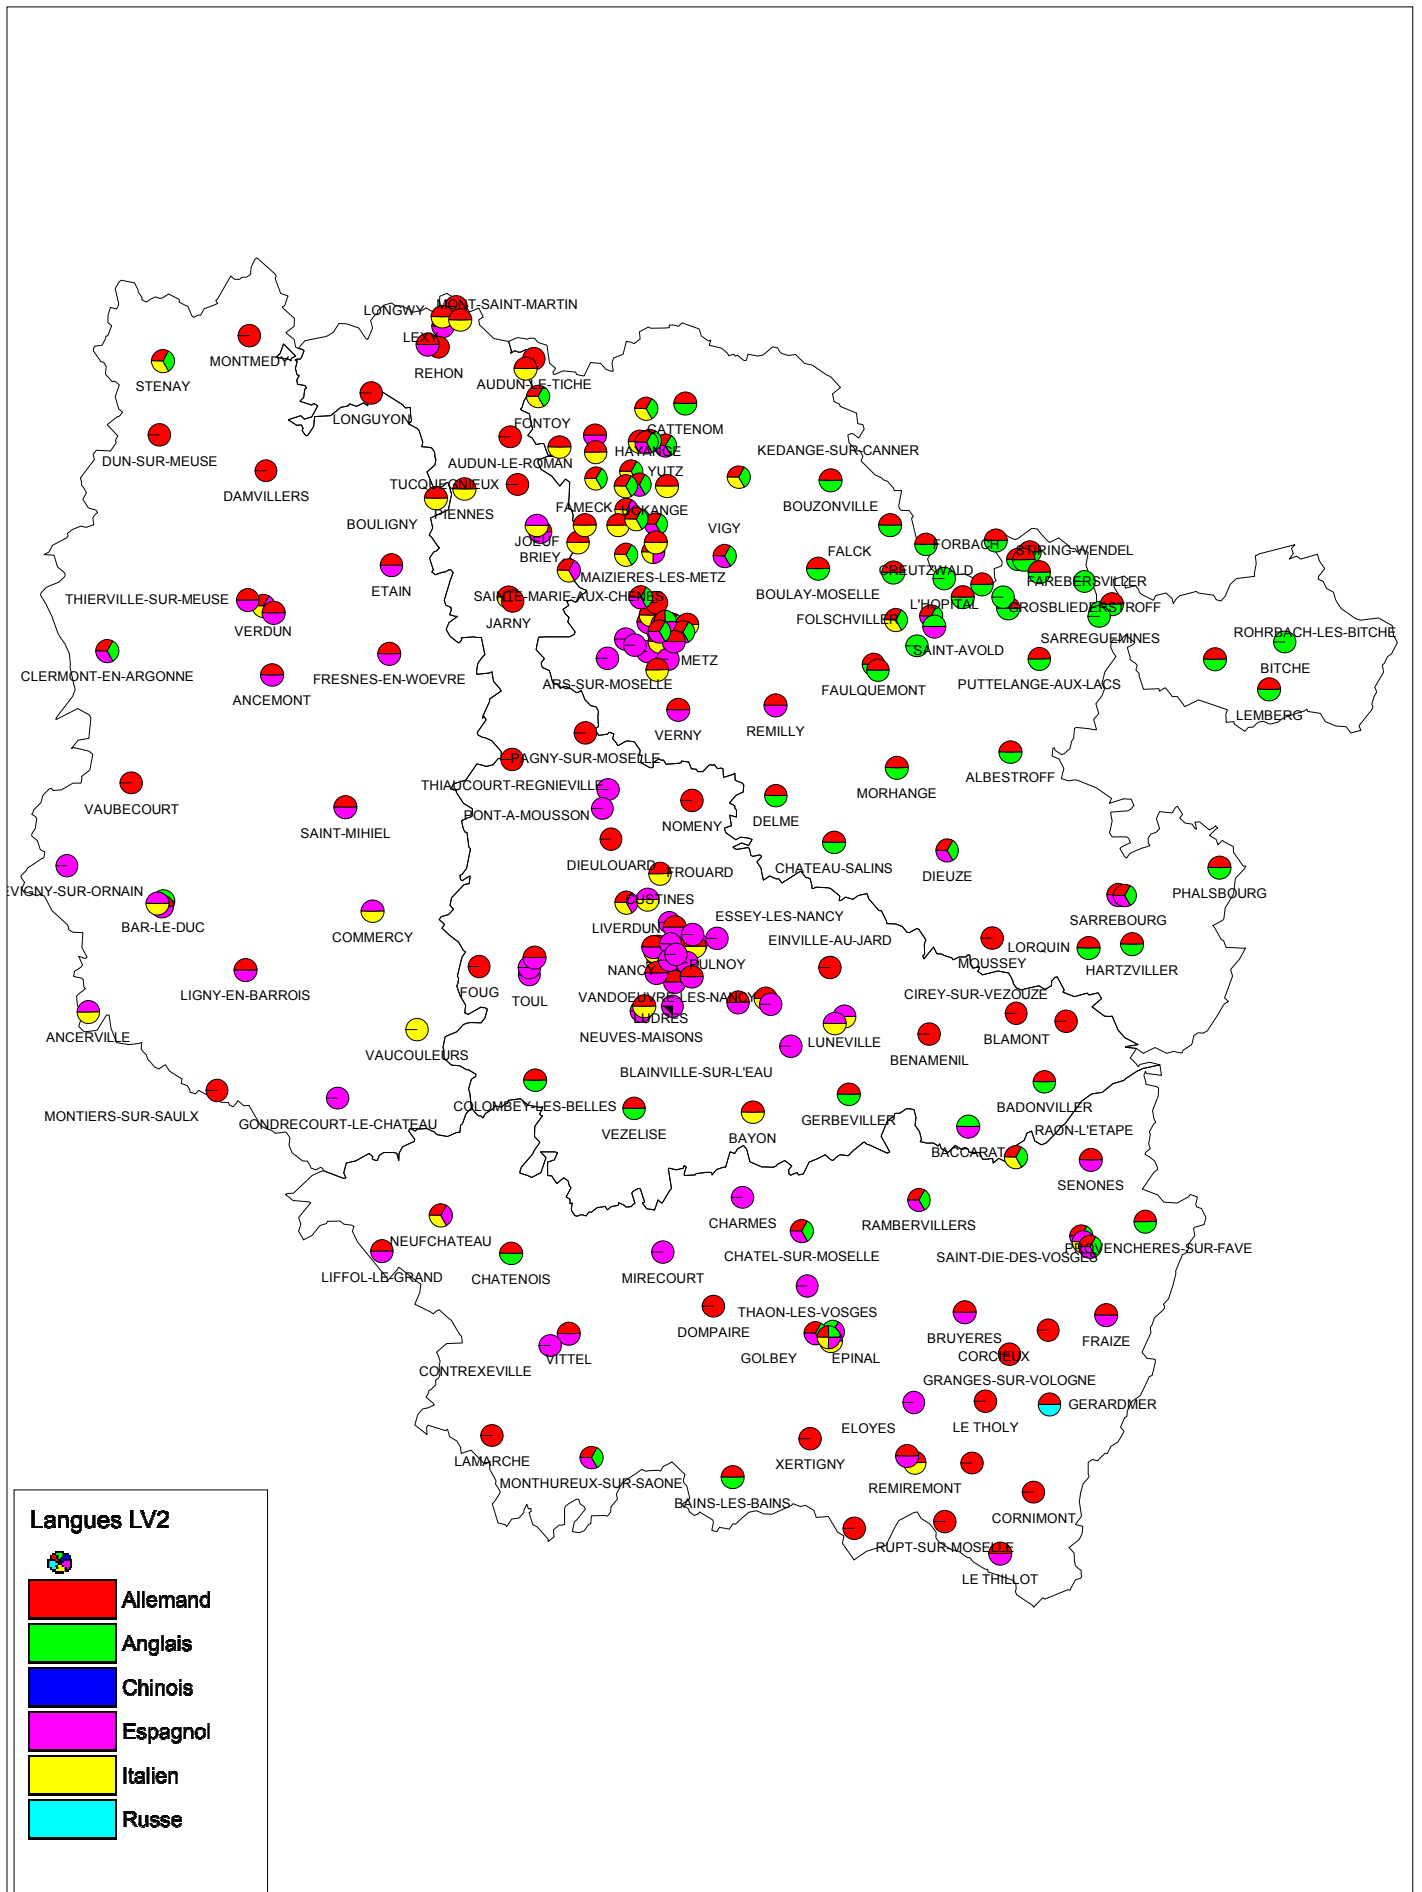 MONT-SAINT-MARTIN
LONGWY
LEXY
REHON
MONTMEDY
STENAY
AUDUN-LE-TICHE
LONGUYON
FONTOY
CATTENOM
DUN-SUR-MEUSE
AUDUN-LE-ROMAN
HAYANGE
KEDANGE-SUR-CANNER
YUTZ
TUCQUEGNIEUX
DAMVILLERS
PIENNES
FAMECK
UCKANGE
BOUZONVILLE
BOULIGNY
VIGY
JOEUF
BRIEY
FALCK
FORBACH
STIRING-WENDEL
CREUTZWALD
FAREBERSVILLER
MAIZIERES-LES-METZ
ETAIN
BOULAY-MOSELLE
THIERVILLE-SUR-MEUSE
SAINTE-MARIE-AUX-CHENES
L'HOPITAL
GROSBLIEDERSTROFF
JARNY
FOLSCHVILLER
VERDUN
SARREGUEMINES
ROHRBACH-LES-BITCHE
SAINT-AVOLD
METZ
BITCHE
CLERMONT-EN-ARGONNE
FRESNES-EN-WOEVRE
ARS-SUR-MOSELLE
PUTTELANGE-AUX-LACS
ANCEMONT
FAULQUEMONT
LEMBERG
VERNY
REMILLY
PAGNY-SUR-MOSELLE
ALBESTROFF
THIAUCOURT-REGNIEVILLE
MORHANGE
VAUBECOURT
SAINT-MIHIEL
PONT-A-MOUSSON
NOMENY
DELME
DIEULOUARD
CHATEAU-SALINS
FROUARD
DIEUZE
EVIGNY-SUR-ORNAIN
CUSTINES
PHALSBOURG
ESSEY-LES-NANCY
SARREBOURG
BAR-LE-DUC
COMMERCY
LIVERDUN
EINVILLE-AU-JARD
LORQUIN
MOUSSEY
NANCY
PULNOY
HARTZVILLER
LIGNY-EN-BARROIS
FOUG
TOUL
VANDOEUVRE-LES-NANCY
CIREY-SUR-VEZOUZE
LUDRES
ANCERVILLE
NEUVES-MAISONS
LUNEVILLE
BLAMONT
VAUCOULEURS
BENAMENIL
BLAINVILLE-SUR-L'EAU
COLOMBEY-LES-BELLES
BADONVILLER
MONTIERS-SUR-SAULX
GERBEVILLER
GONDRECOURT-LE-CHATEAU
VEZELISE
BAYON
RAON-L'ETAPE
BACCARAT
SENONES
CHARMES
RAMBERVILLERS
NEUFCHATEAU
PROVENCHERES-SUR-FAVE
CHATEL-SUR-MOSELLE
SAINT-DIE-DES-VOSGES
LIFFOL-LE-GRAND
CHATENOIS
MIRECOURT
THAON-LES-VOSGES
DOMPAIRE
BRUYERES
FRAIZE
GOLBEY
EPINAL
CORCIEUX
VITTEL
CONTREXEVILLE
GRANGES-SUR-VOLOGNE
GERARDMER
ELOYES
LE THOLY
LAMARCHE
XERTIGNY
MONTHUREUX-SUR-SAONE
REMIREMONT
BAINS-LES-BAINS
CORNIMONT
RUPT-SUR-MOSELLE
LE THILLOT
Langues LV2
Allemand
Anglais
Chinois
Espagnol
Italien
Russe